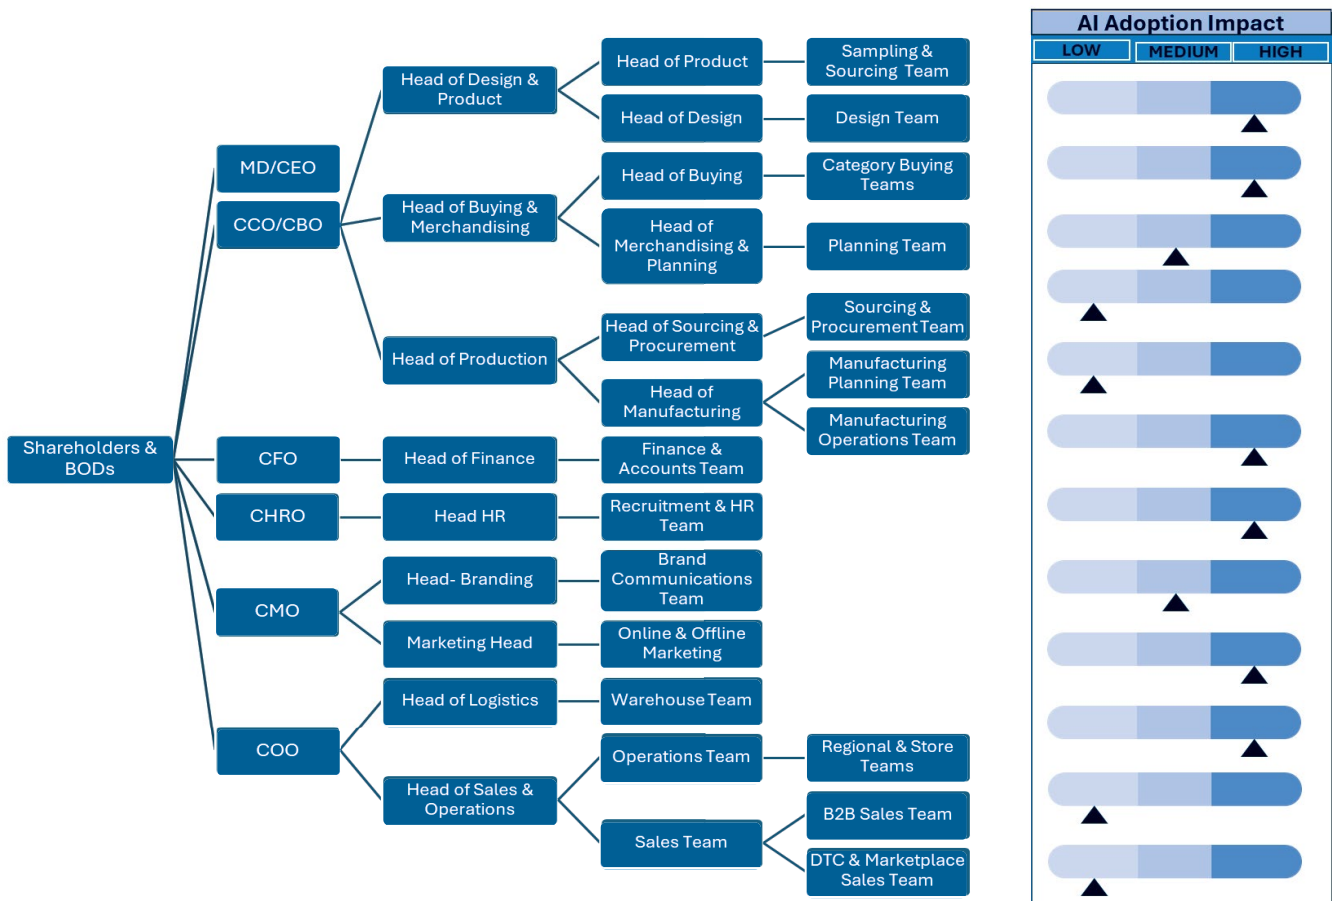 AI Adoption Impact
LOW
MEDIUM
HIGH
Shareholders &
BODs
MD/CEO
CCO/CBO
Head of Design &
Product
Head of Product
Sampling &
Sourcing Team
Head of Design
Design Team
Head of Buying &
Merchandising
Head of Buying
Category Buying
Teams
Head of
Merchandising &
Planning
Planning Team
Head of Production
Head of Sourcing &
Procurement
Sourcing &
Procurement Team
Head of
Manufacturing
Manufacturing
Planning Team
Manufacturing
Operations Team
CFO
Head of Finance
Finance &
Accounts Team
CHRO
Head HR
Recruitment & HR
Team
CMO
Head- Branding
Brand
Communications
Team
Marketing Head
Online & Offline
Marketing
COO
Head of Logistics
Warehouse Team
Head of Sales &
Operations
Operations Team
Regional & Store
Teams
Sales Team
B2B Sales Team
DTC & Marketplace
Sales Team